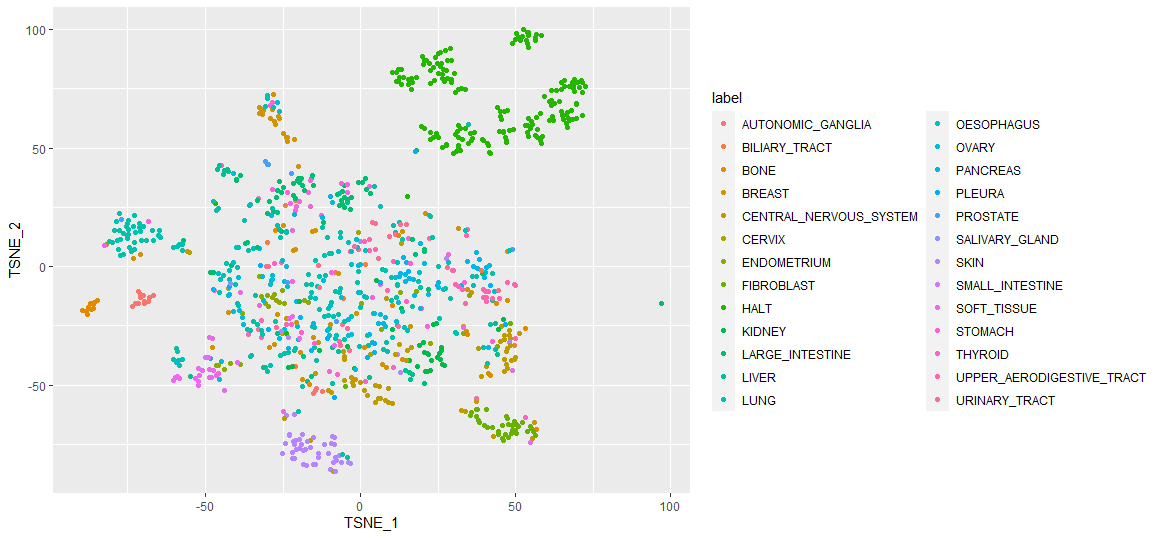 100
50
0
-50
TSNE_2
-50
0
50
100
TSNE_1
label
AUTONOMIC_GANGLIA
BILIARY_TRACT
BONE
BREAST
CENTRAL_NERVOUS_SYSTEM
CERVIX
ENDOMETRIUM
FIBROBLAST
HALT
KIDNEY
LARGE_INTESTINE
LIVER
LUNG
OESOPHAGUS
OVARY
PANCREAS
PLEURA
PROSTATE
SALIVARY_GLAND
SKIN
SMALL_INTESTINE
SOFT_TISSUE
STOMACH
THYROID
UPPER_AERODIGESTIVE_TRACT
URINARY_TRACT